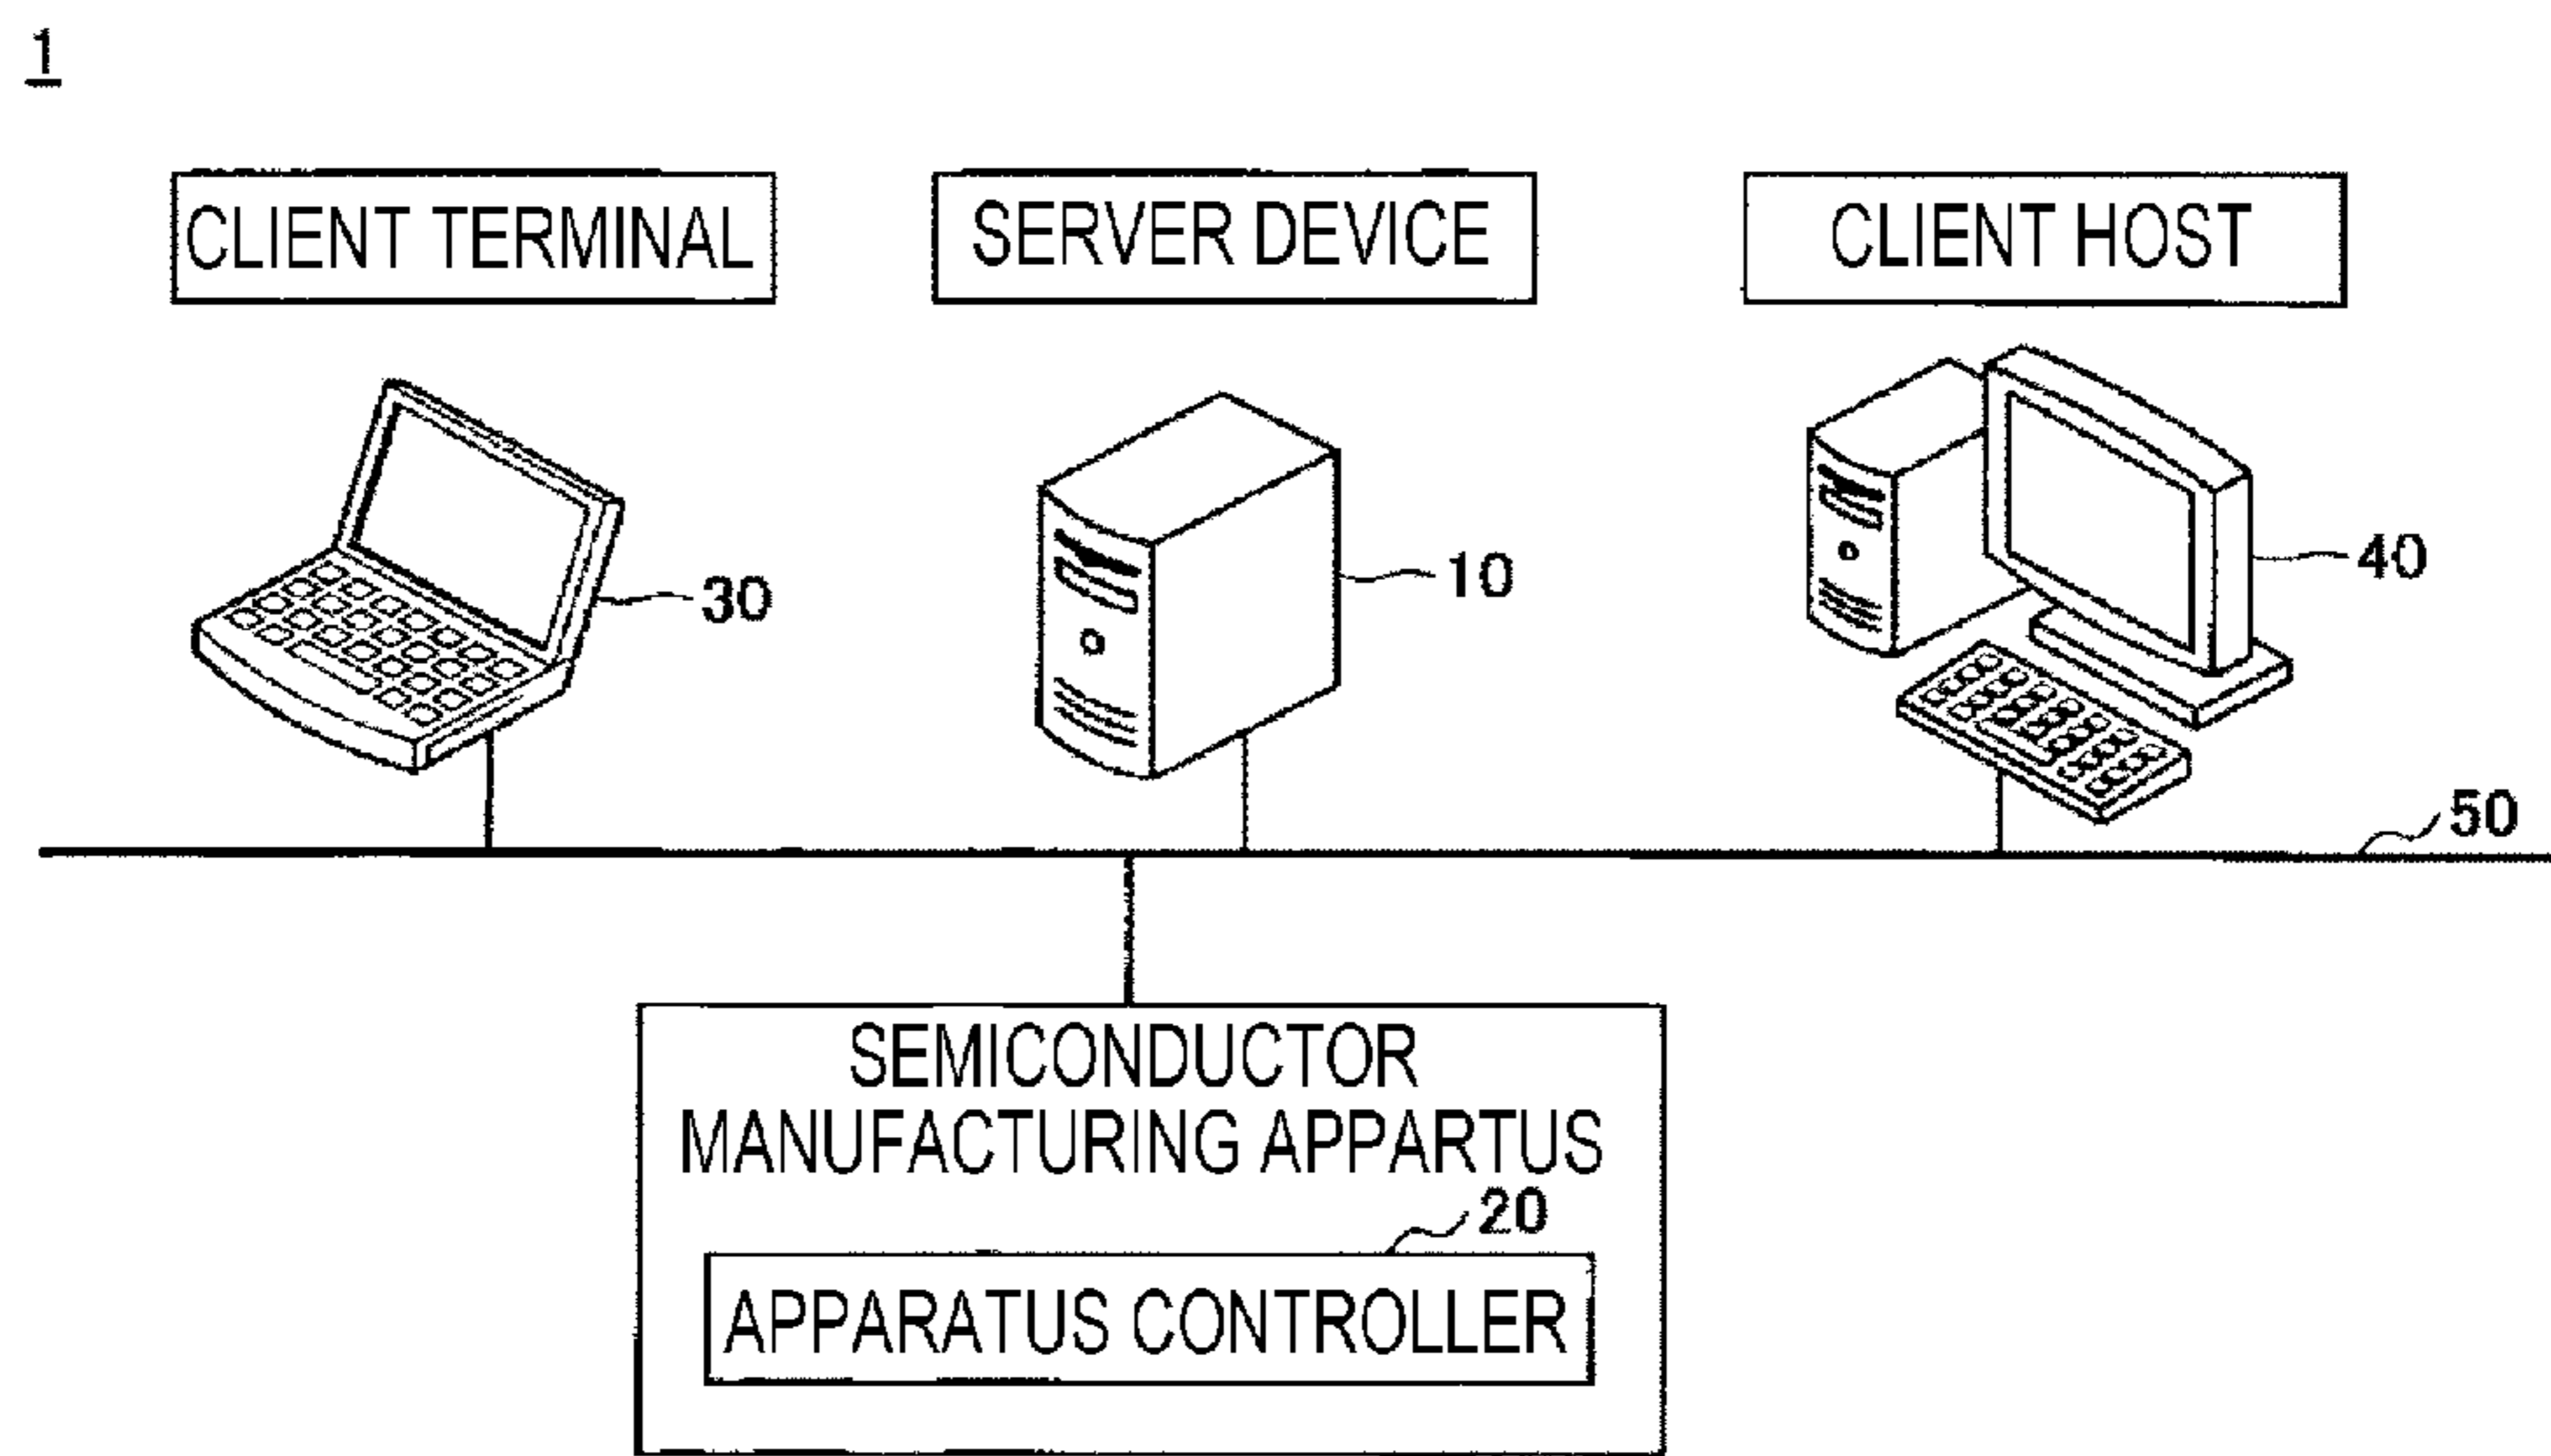 1
CLIENT TERMINAL
SERVER DEVICE
CLIENT HOST
30
10
40
50
SEMICONDUCTOR
MANUFACTURING APPARTUS
20
APPARATUS CONTROLLER